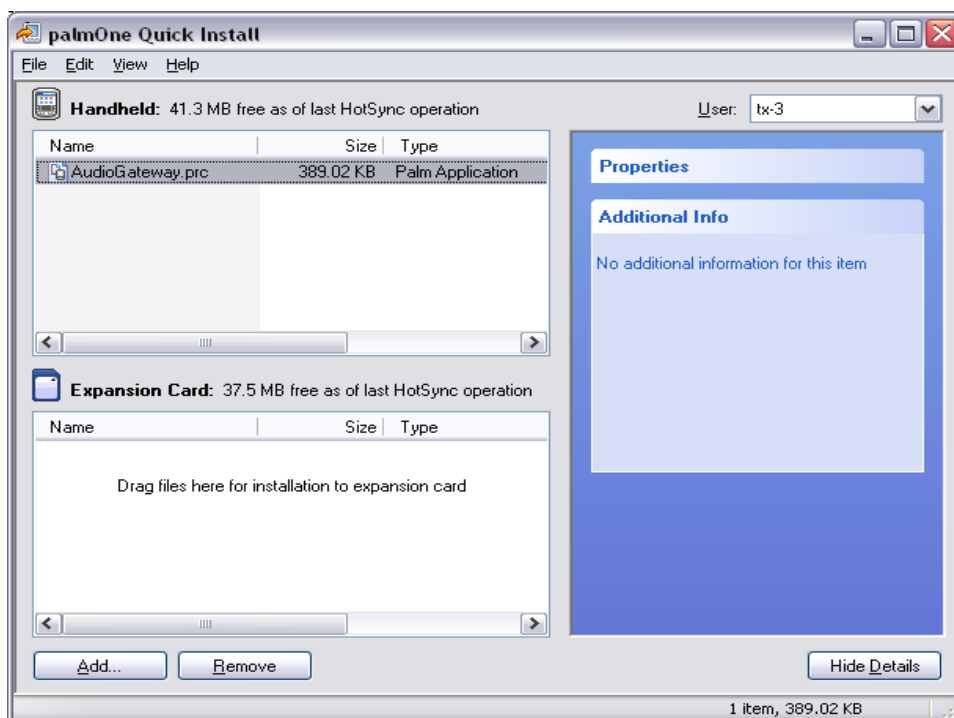 palmOne Quick Install
File Edit View Help
Handheld: 41.3 MB free as of last HotSync operation
User: tx-3
Name Size Type
AudioGateway.prc 389.02 KB Palm Application
Properties
Additional Info
No additional information for this item
Expansion Card: 37.5 MB free as of last HotSync operation
Name Size Type
Drag files here for installation to expansion card
Add... Remove Hide Details
1 item, 389.02 KB